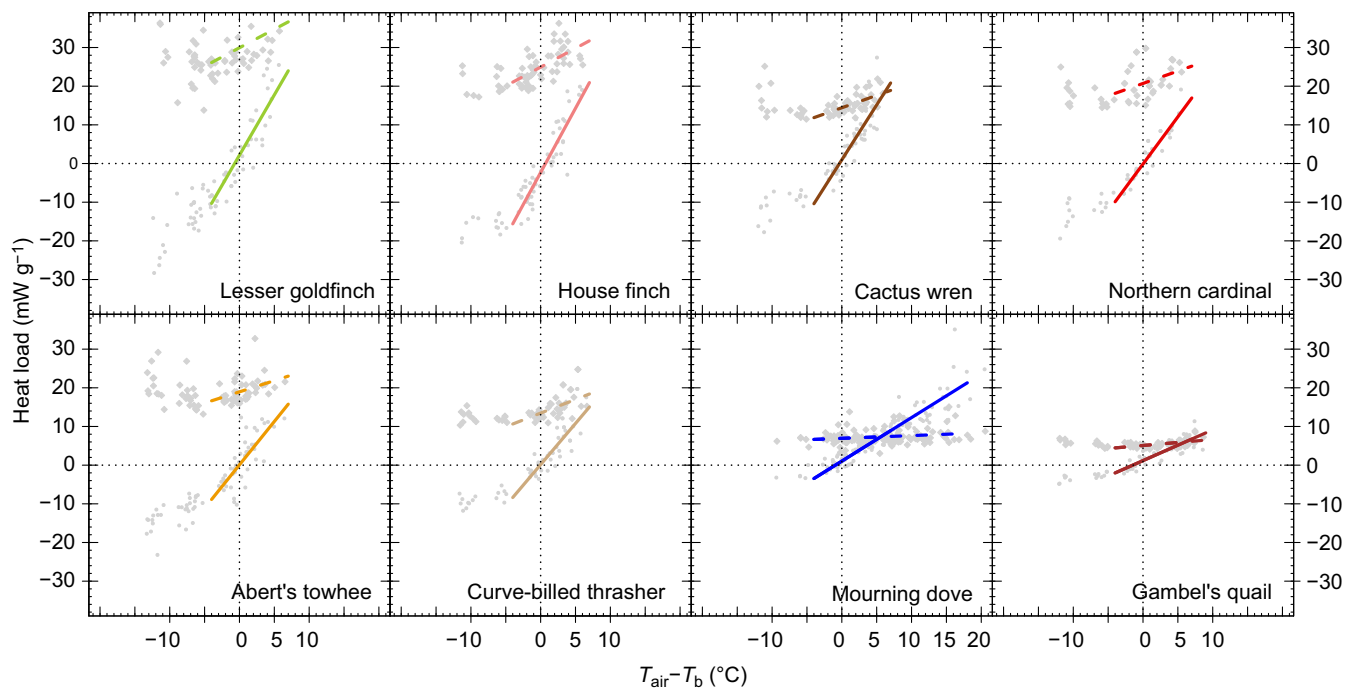 30 20 10 0 −10 −20 −30
Lesser goldfinch
House finch
Cactus wren
Northern cardinal
30 20 10 0 −10 −20 −30
Heat load (mW g−1)
30 20 10 0 −10 −20 −30
Abert's towhee
Curve-billed thrasher
Mourning dove
Gambel's quail
30 20 10 0 −10 −20 −30
−10 0 5 10
−10 0 5 10
−10 0 5 10 15 20
−10 0 5 10
Tair−Tb (°C)